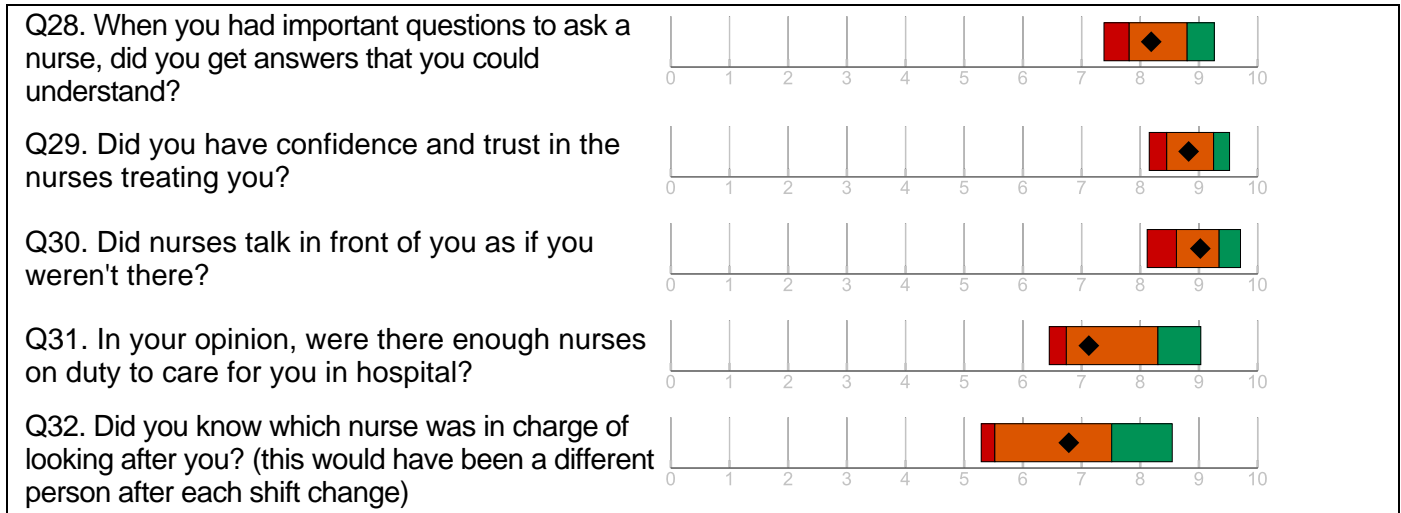 Q28. When you had important questions to ask a
nurse, did you get answers that you could
understand?
0 1 2 3 4 5 6 7 8 9 10
Q29. Did you have confidence and trust in the
nurses treating you?
0 1 2 3 4 5 6 7 8 9 10
Q30. Did nurses talk in front of you as if you
weren't there?
0 1 2 3 4 5 6 7 8 9 10
Q31. In your opinion, were there enough nurses
on duty to care for you in hospital?
0 1 2 3 4 5 6 7 8 9 10
Q32. Did you know which nurse was in charge of
looking after you? (this would have been a different
person after each shift change)
0 1 2 3 4 5 6 7 8 9 10